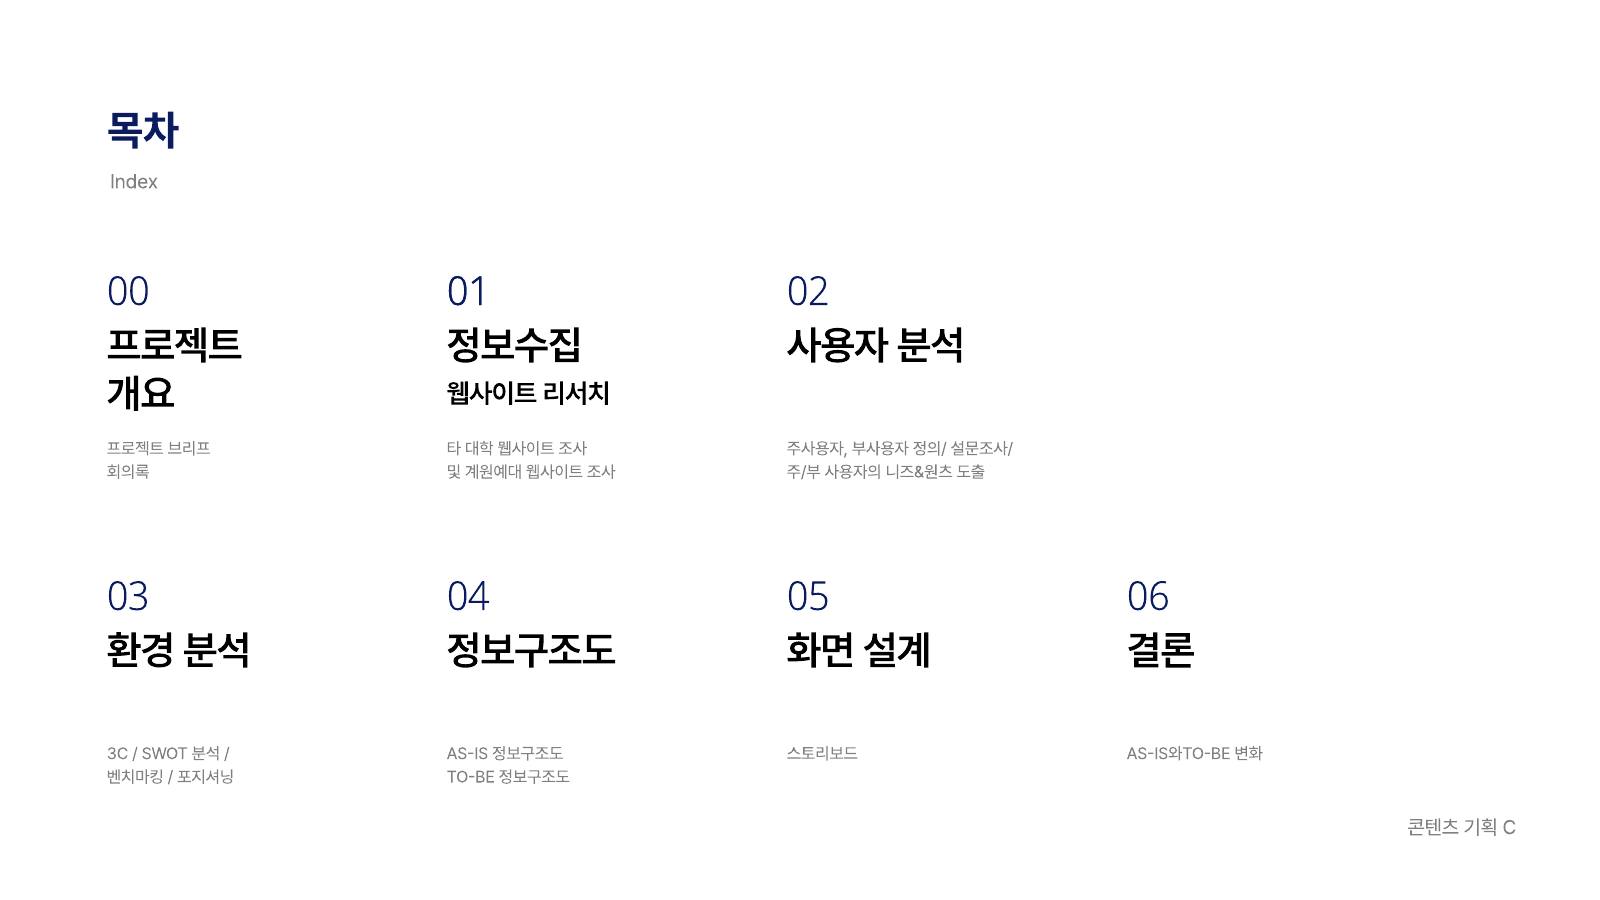 목차
Index
00
프로젝트
개요
프로젝트 브리프
회의록
01
정보수집
웹사이트 리서치
타 대학 웹사이트 조사
및 계원예대 웹사이트 조사
02
사용자 분석
주사용자, 부사용자 정의/ 설문조사/
주/부 사용자의 니즈&원츠 도출
03
환경 분석
3C / SWOT 분석 /
벤치마킹 / 포지셔닝
04
정보구조도
AS-IS 정보구조도
TO-BE 정보구조도
05
화면 설계
스토리보드
06
결론
AS-IS와TO-BE 변화
콘텐츠 기획 C